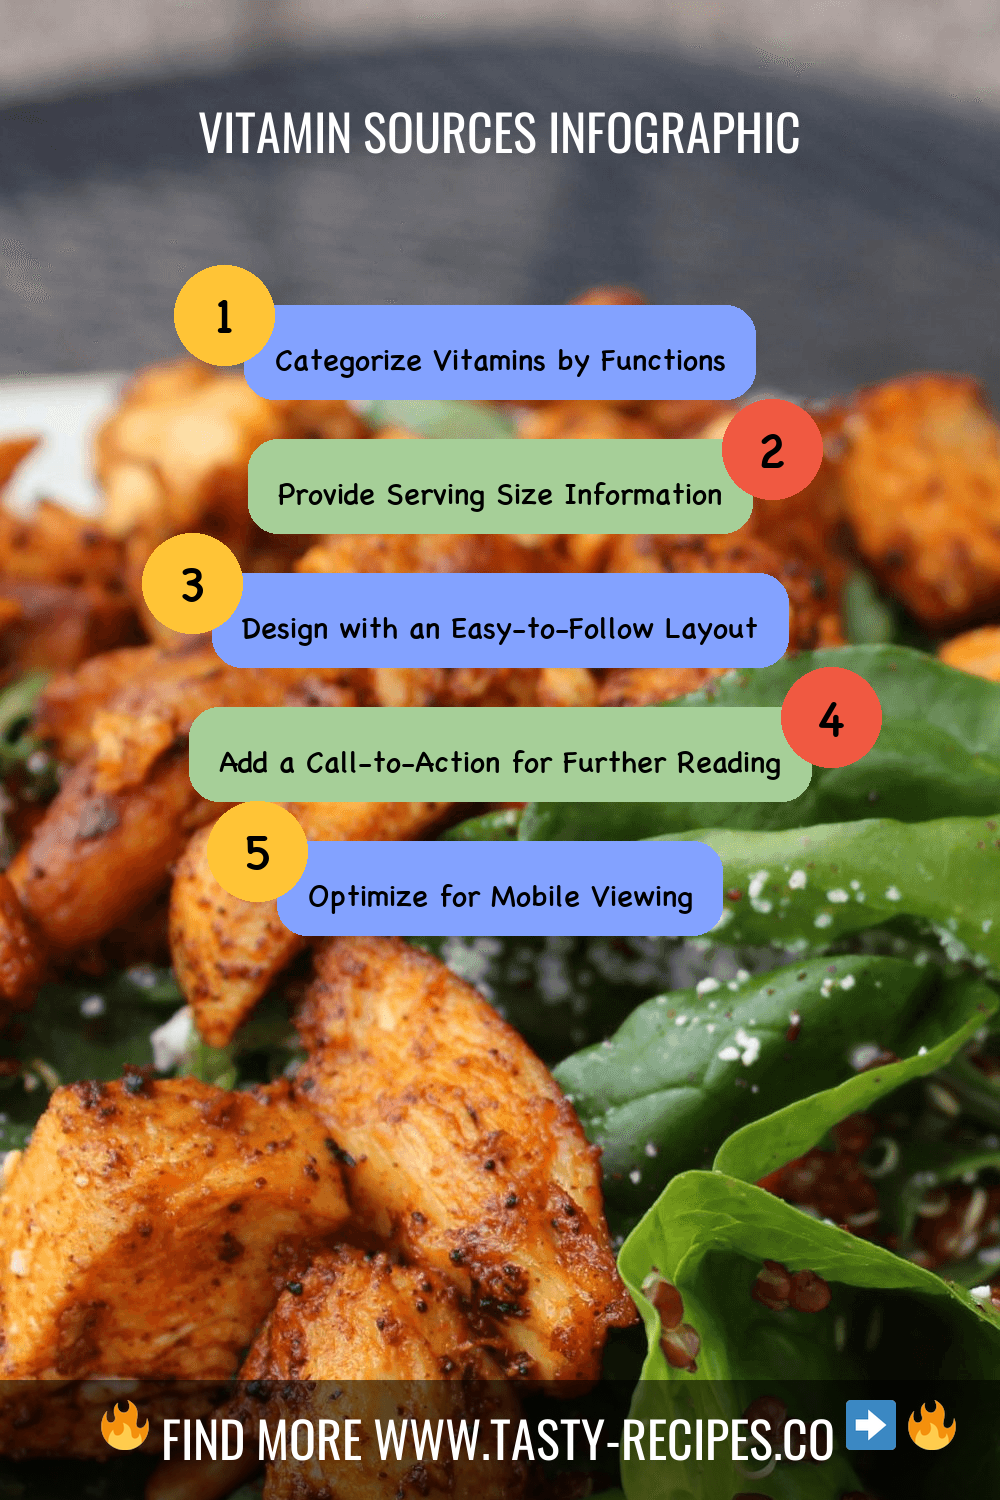 VITAMIN SOURCES INFOGRAPHIC
1
Categorize Vitamins by Functions
2
Provide Serving Size Information
3
Design with an Easy-to-Follow Layout
4
Add a Call-to-Action for Further Reading
5
Optimize for Mobile Viewing
FIND MORE WWW.TASTY-RECIPES.CO